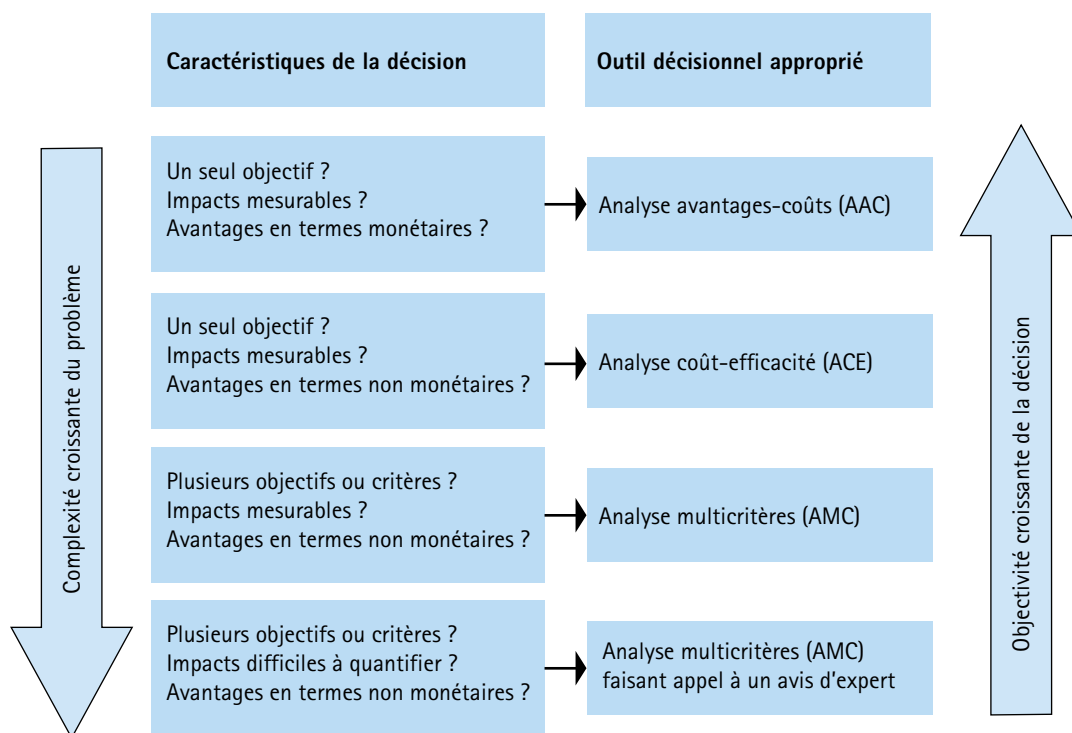 Caractéristiques de la décision
Outil décisionnel approprié
Complexité croissante du problème
Un seul objectif ?
Impacts mesurables ?
Avantages en termes monétaires ?
Analyse avantages-coûts (AAC)
Un seul objectif ?
Impacts mesurables ?
Avantages en termes non monétaires ?
Analyse coût-efficacité (ACE)
Plusieurs objectifs ou critères ?
Impacts mesurables ?
Avantages en termes non monétaires ?
Analyse multicritères (AMC)
Plusieurs objectifs ou critères ?
Impacts difficiles à quantifier ?
Avantages en termes non monétaires ?
Analyse multicritères (AMC)
faisant appel à un avis d'expert
Objectivité croissante de la décision